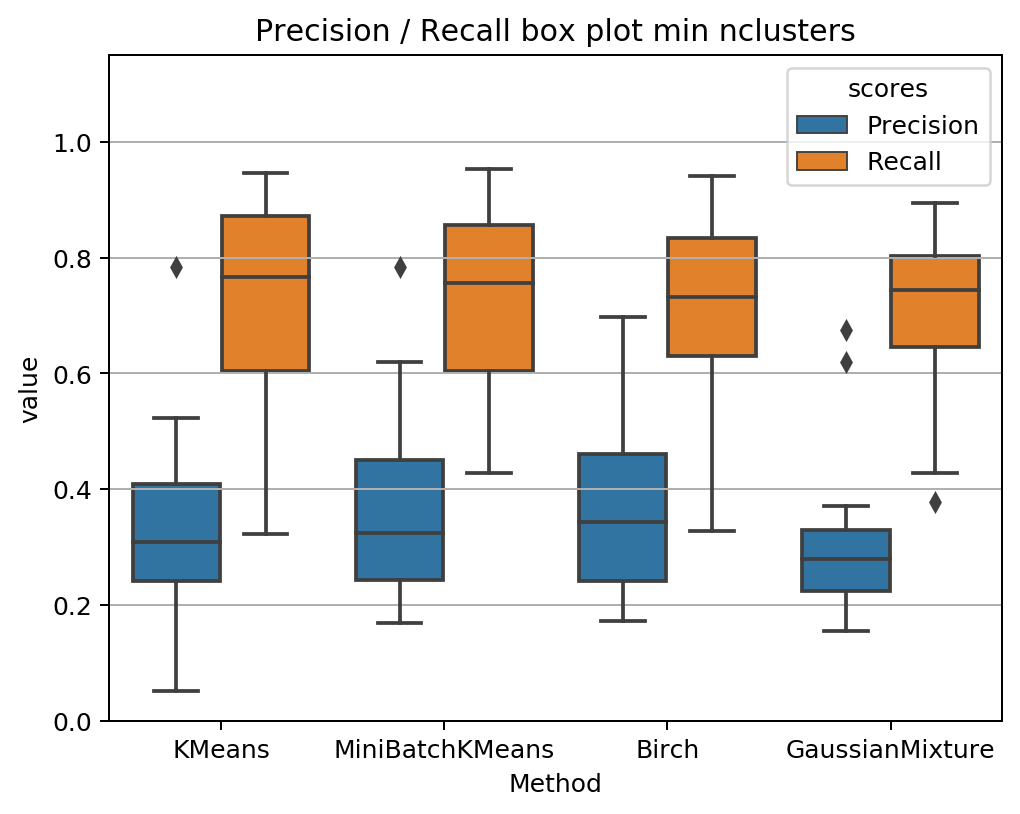 Precision / Recall box plot min nclusters
scores
Precision
Recall
1.0
0.8
0.6
0.4
0.2
0.0
value
KMeans MiniBatchKMeans Birch GaussianMixture
Method